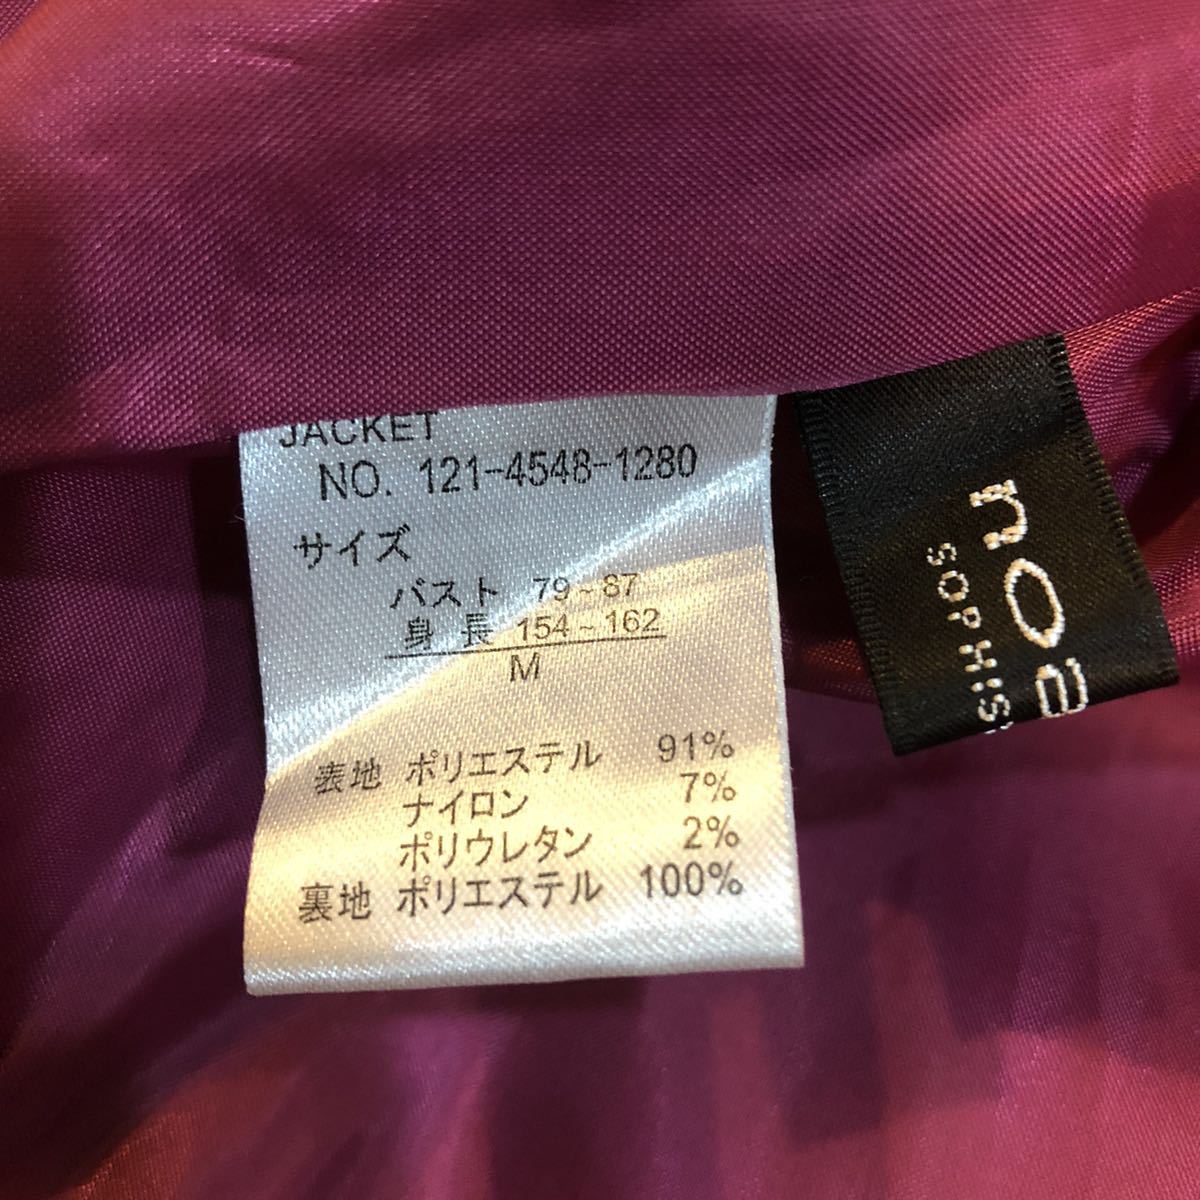 JACKET
NO. 121-4548-1280
サイズ
バスト 79~87
身長 154~162
M
表地 ポリエステル 91%
ナイロン 7%
ポリウレタン 2%
裏地 ポリエステル 100%
noa
SOPHIS